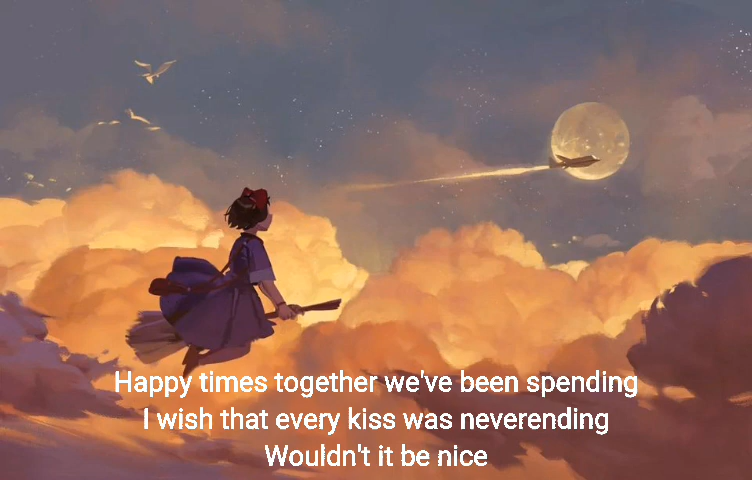 Happy times together we've been spending
I wish that every kiss was neverending
Wouldn't it be nice